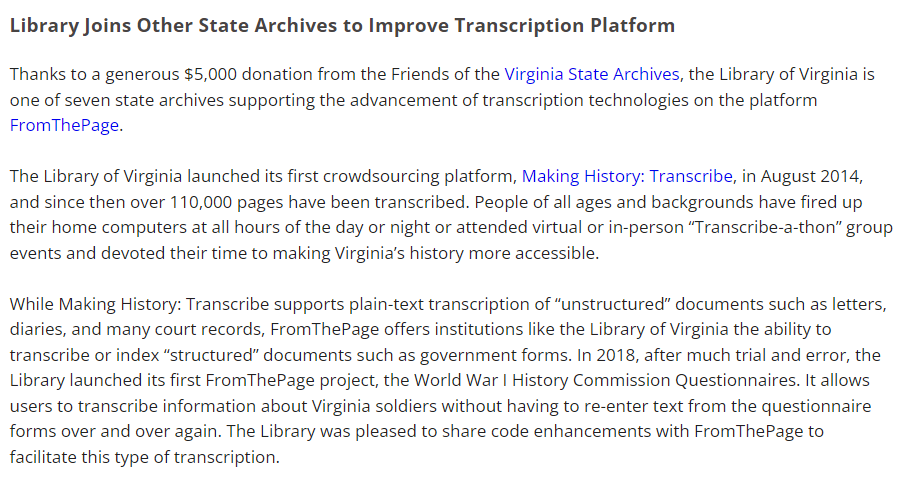 Library Joins Other State Archives to Improve Transcription Platform
Thanks to a generous $5,000 donation from the Friends of the Virginia State Archives, the Library of Virginia is
one of seven state archives supporting the advancement of transcription technologies on the platform
FromThePage.
The Library of Virginia launched its first crowdsourcing platform, Making History: Transcribe, in August 2014,
and since then over 110,000 pages have been transcribed. People of all ages and backgrounds have fired up
their home computers at all hours of the day or night or attended virtual or in-person “Transcribe-a-thon” group
events and devoted their time to making Virginia’s history more accessible.
While Making History: Transcribe supports plain-text transcription of “unstructured” documents such as letters,
diaries, and many court records, FromThePage offers institutions like the Library of Virginia the ability to
transcribe or index “structured” documents such as government forms. In 2018, after much trial and error, the
Library launched its first FromThePage project, the World War I History Commission Questionnaires. It allows
users to transcribe information about Virginia soldiers without having to re-enter text from the questionnaire
forms over and over again. The Library was pleased to share code enhancements with FromThePage to
facilitate this type of transcription.